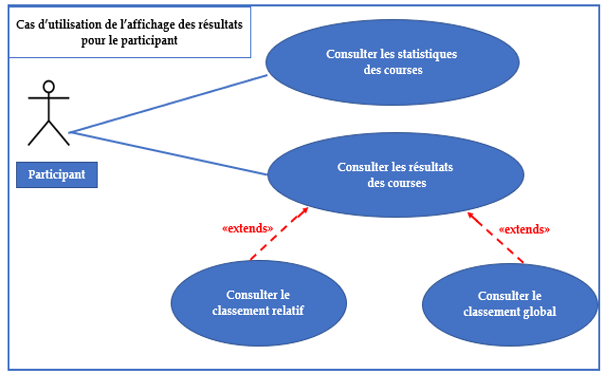 Cas d'utilisation de l'affichage des résultats
pour le participant
Consulter les statistiques
des courses
Participant
Consulter les résultats
des courses
«extends»
«extends»
Consulter le
classement relatif
Consulter le
classement global